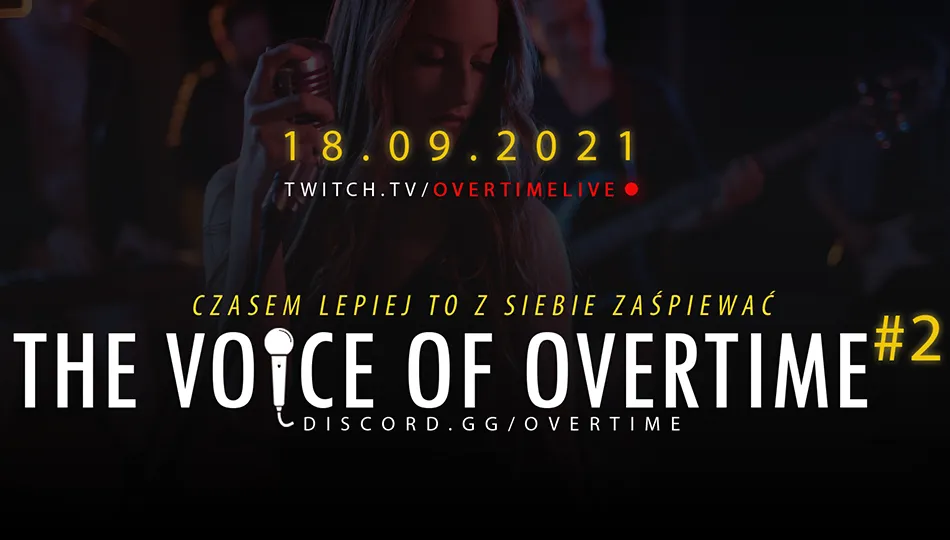 18.09.2021
TWITCH.TV/OVERTIMELIVE
CZASEM LEPIEJ TO Z SIEBIE ZAŚPIEWAĆ
THE VOICE OF OVERTIME #2
DISCORD.GG/OVERTIME